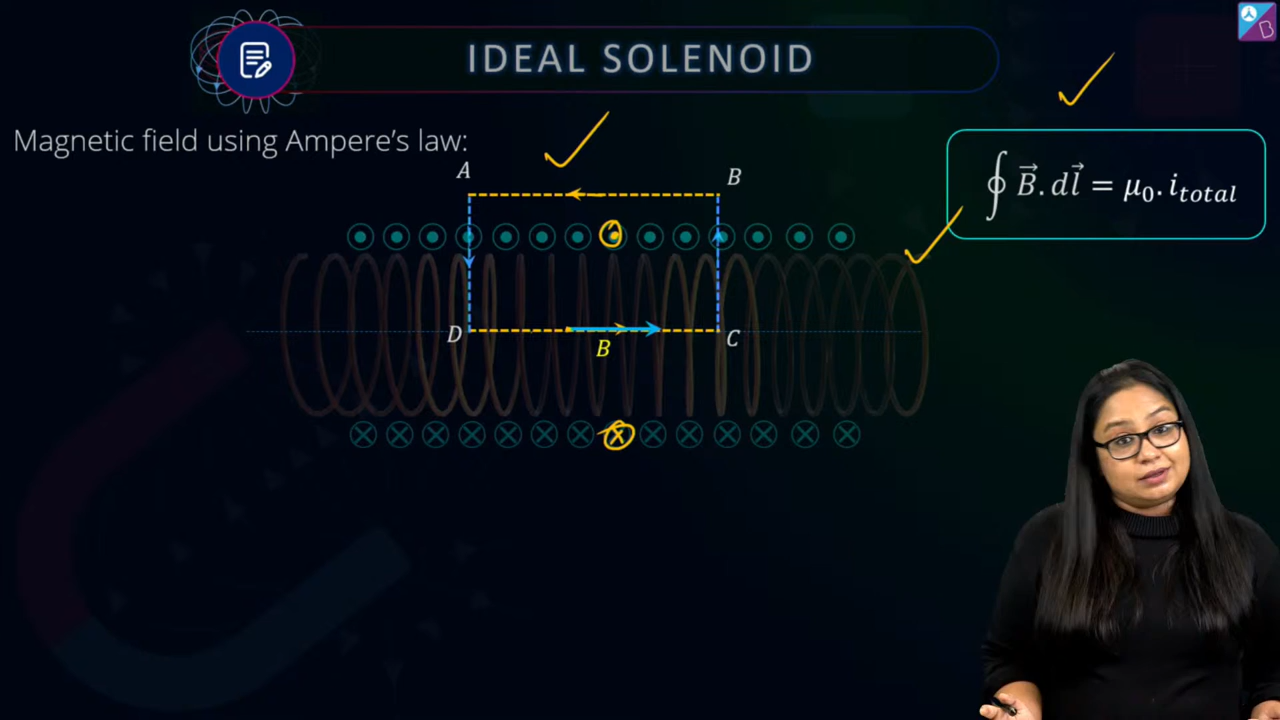 IDEAL SOLENOID
Magnetic field using Ampere's law:
A
B
∮ B⃗. dl⃗ = μ₀. i_total
D
B
C
B